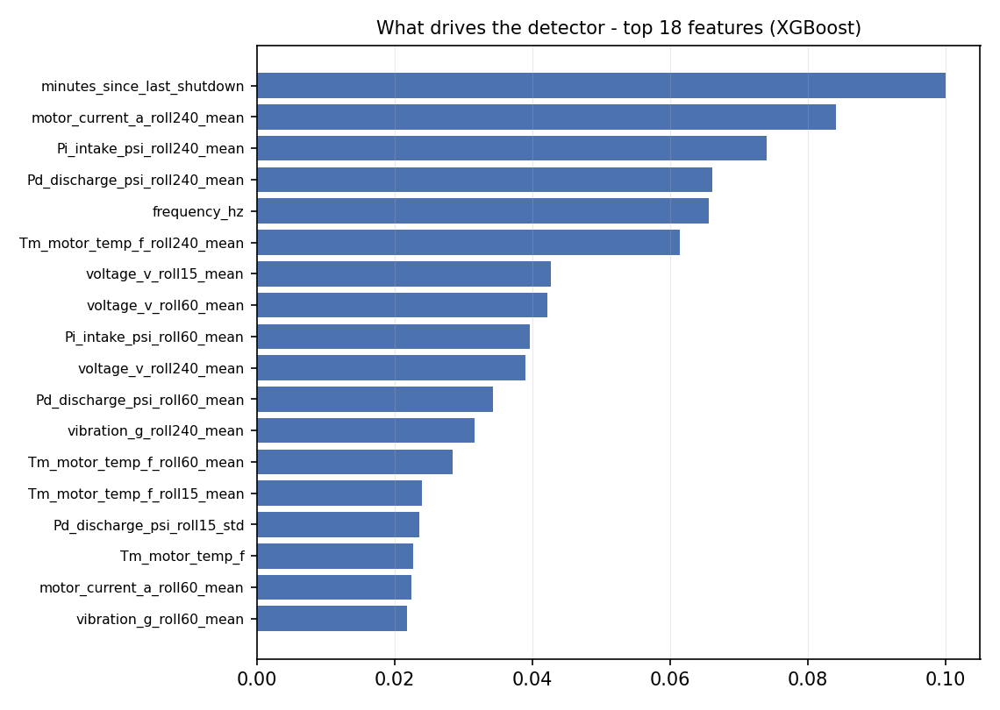 What drives the detector - top 18 features (XGBoost)
minutes_since_last_shutdown
motor_current_a_roll240_mean
Pi_intake_psi_roll240_mean
Pd_discharge_psi_roll240_mean
frequency_hz
Tm_motor_temp_f_roll240_mean
voltage_v_roll15_mean
voltage_v_roll60_mean
Pi_intake_psi_roll60_mean
voltage_v_roll240_mean
Pd_discharge_psi_roll60_mean
vibration_g_roll240_mean
Tm_motor_temp_f_roll60_mean
Tm_motor_temp_f_roll15_mean
Pd_discharge_psi_roll15_std
Tm_motor_temp_f
motor_current_a_roll60_mean
vibration_g_roll60_mean
0.00 0.02 0.04 0.06 0.08 0.10